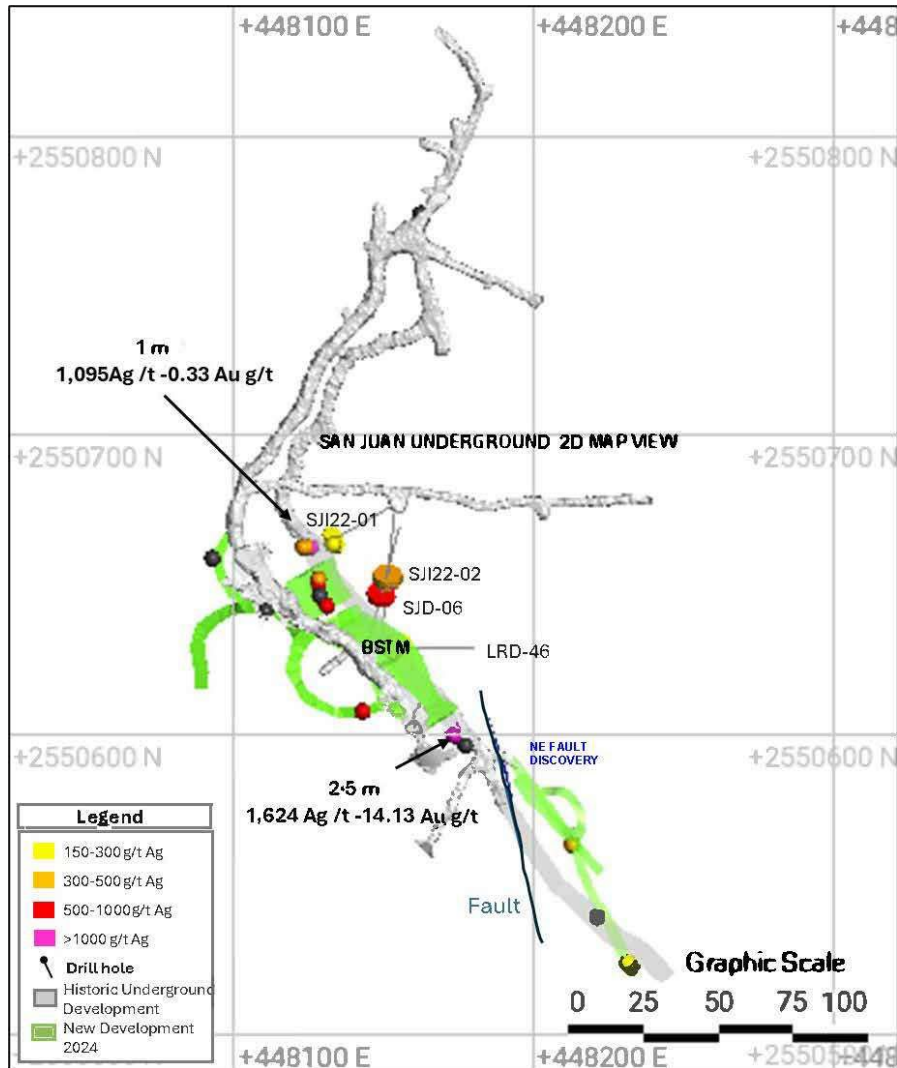 +448100 E
+448200 E
+448
+2550800 N
+2550800 N
1 m
1,095Ag /t -0.33 Au g/t
SAN JUAN UNDERGROUND 2D MAP VIEW
+2550700 N
+2550700 N
SJI22-01
SJI22-02
SJD-06
BSTM
LRD-46
NE FAULT
DISCOVERY
+2550600 N
+2550600 N
2.5 m
1,624 Ag /t -14.13 Au g/t
Fault
Legend
150-300 g/t Ag
300-500 g/t Ag
500-1000 g/t Ag
>1000 g/t Ag
Drill hole
Historic Underground
Development
New Development
2024
Graphic Scale
0 25 50 75 100
+448100 E
+448200 E